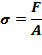 σ = F/A